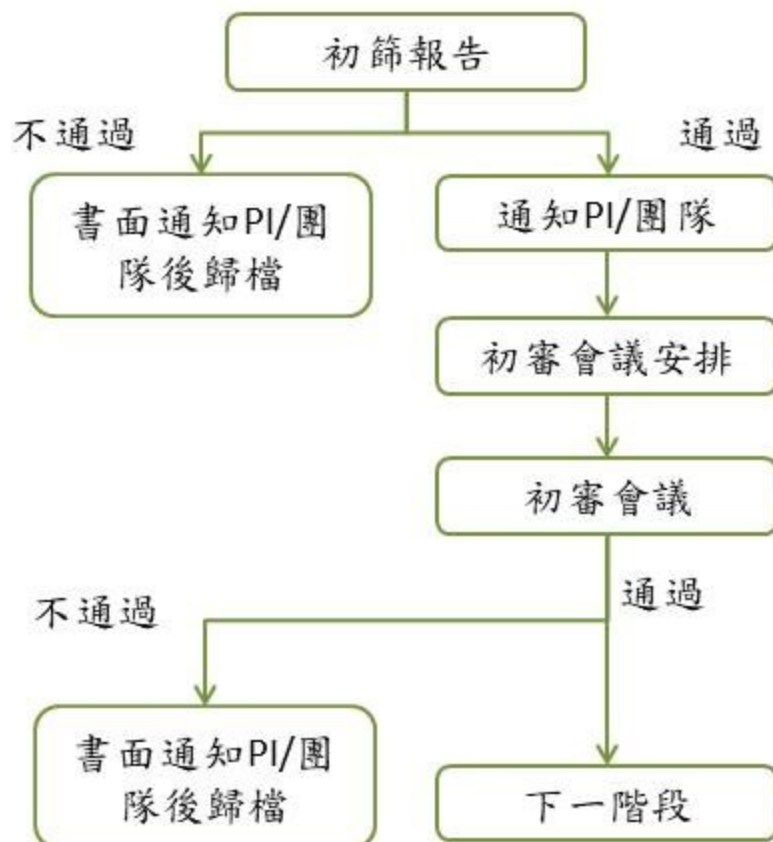 初篩報告
不通過
通過
書面通知PI/團
隊後歸檔
通知PI/團隊
初審會議安排
初審會議
不通過
通過
書面通知PI/團
隊後歸檔
下一階段